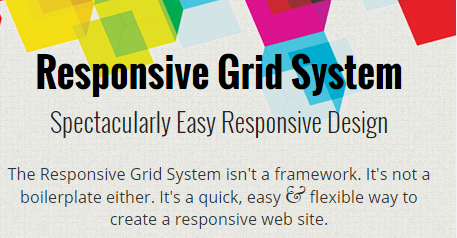 Responsive Grid System
Spectacularly Easy Responsive Design
The Responsive Grid System isn't a framework. It's not a
boilerplate either. It's a quick, easy & flexible way to
create a responsive web site.